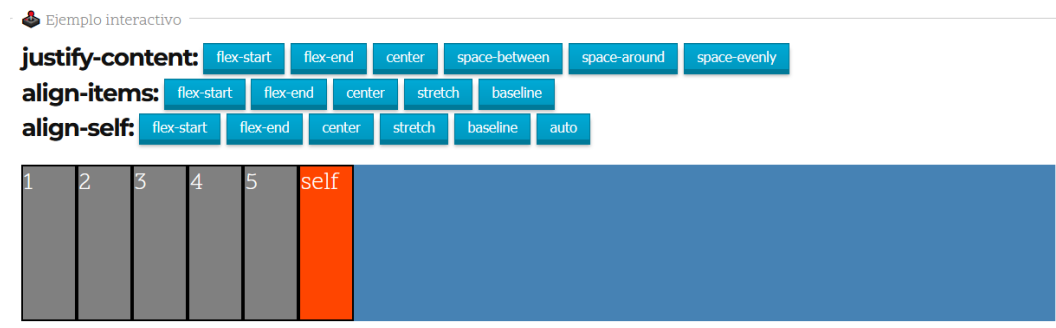 Ejemplo interactivo
justify-content: flex-start flex-end center space-between space-around space-evenly
align-items: flex-start flex-end center stretch baseline
align-self: flex-start flex-end center stretch baseline auto
1 2 3 4 5 self